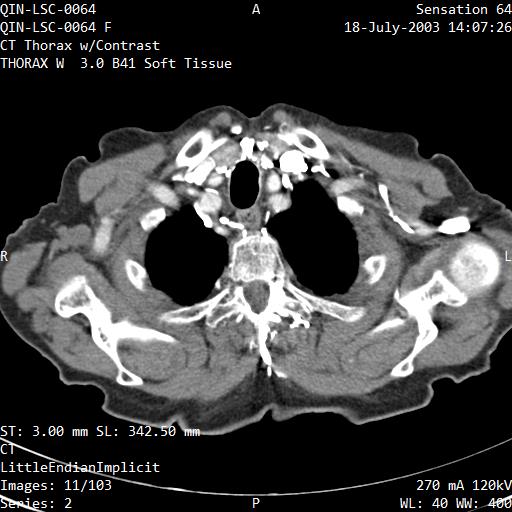 QIN-LSC-0064 A Sensation 64
QIN-LSC-0064 F 18-July-2003 14:07:26
CT Thorax w/Contrast
THORAX W 3.0 B41 Soft Tissue
R L
ST: 3.00 mm SL: 342.50 mm
CT
LittleEndianImplicit
Images: 11/103 270 mA 120kV
Series: 2 P WL: 40 WW: 400